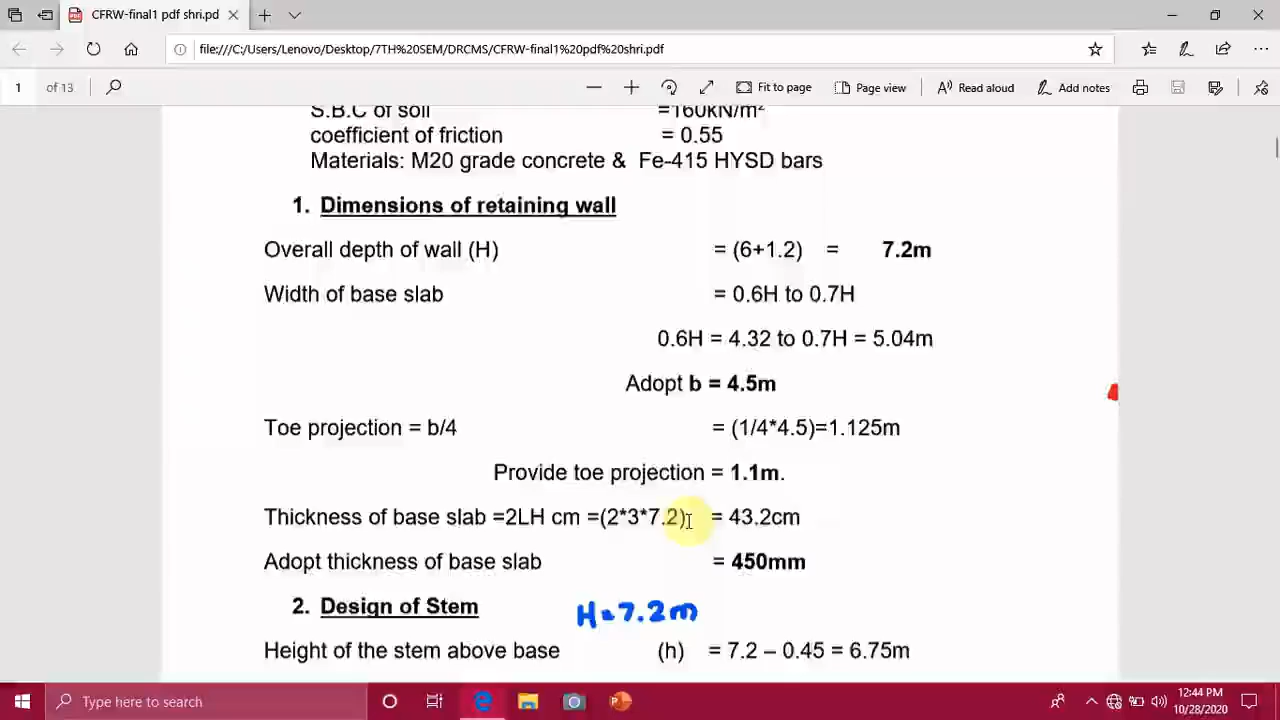 CFRW-final1 pdf shri.pd
file:///C:/Users/Lenovo/Desktop/7TH%20SEM/DRCMS/CFRW-final1%20pdf%20shri.pdf
1 of 13 Fit to page Page view Read aloud Add notes
S.B.C of soil =160kN/m²
coefficient of friction = 0.55
Materials: M20 grade concrete & Fe-415 HYSD bars
1. Dimensions of retaining wall
Overall depth of wall (H) = (6+1.2) = 7.2m
Width of base slab = 0.6H to 0.7H
0.6H = 4.32 to 0.7H = 5.04m
Adopt b = 4.5m
Toe projection = b/4 = (1/4*4.5)=1.125m
Provide toe projection = 1.1m.
Thickness of base slab =2LH cm =(2*3*7.2) = 43.2cm
Adopt thickness of base slab = 450mm
2. Design of Stem H=7.2m
Height of the stem above base (h) = 7.2 – 0.45 = 6.75m
Type here to search
12:44 PM
10/28/2020